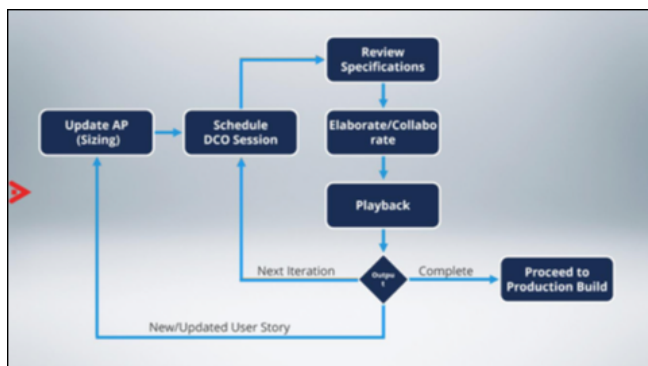 Review
Specifications
Update AP
(Sizing)
Schedule
DCO Session
Elaborate/Collabo
rate
Playback
Next Iteration
Outpu
t
Complete
Proceed to
Production Build
New/Updated User Story